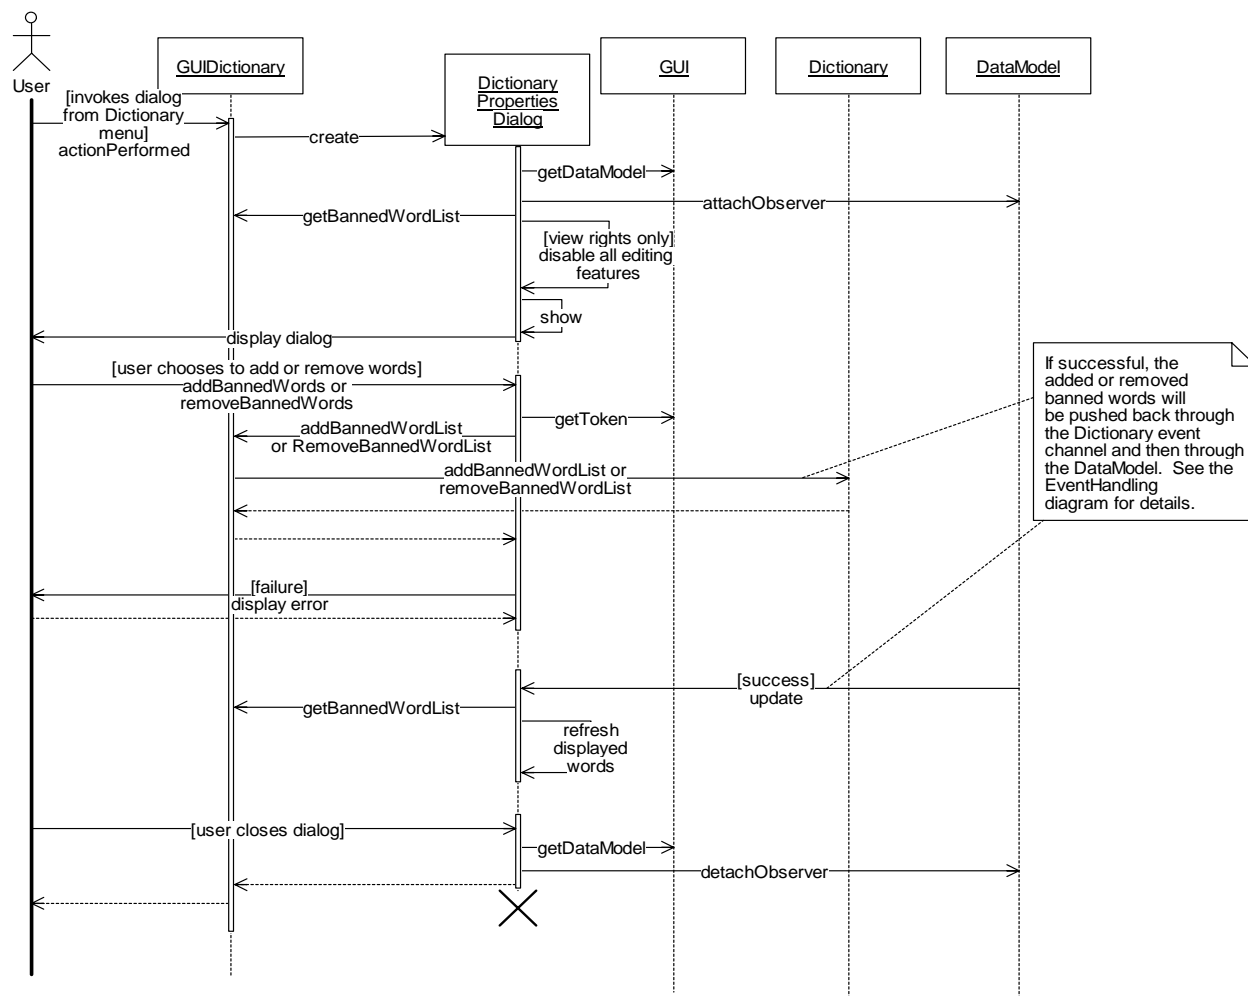 User
GUIDictionary
Dictionary
Properties
Dialog
GUI
Dictionary
DataModel
[invokes dialog
from Dictionary
menu]
actionPerformed
create
getDataModel
attachObserver
getBannedWordList
[view rights only]
disable all editing
features
show
display dialog
[user chooses to add or remove words]
addBannedWords or
removeBannedWords
getToken
addBannedWordList
or RemoveBannedWordList
addBannedWordList or
removeBannedWordList
If successful, the
added or removed
banned words will
be pushed back through
the Dictionary event
channel and then through
the DataModel.  See the
EventHandling
diagram for details.
[failure]
display error
[success]
update
getBannedWordList
refresh
displayed
words
[user closes dialog]
getDataModel
detachObserver